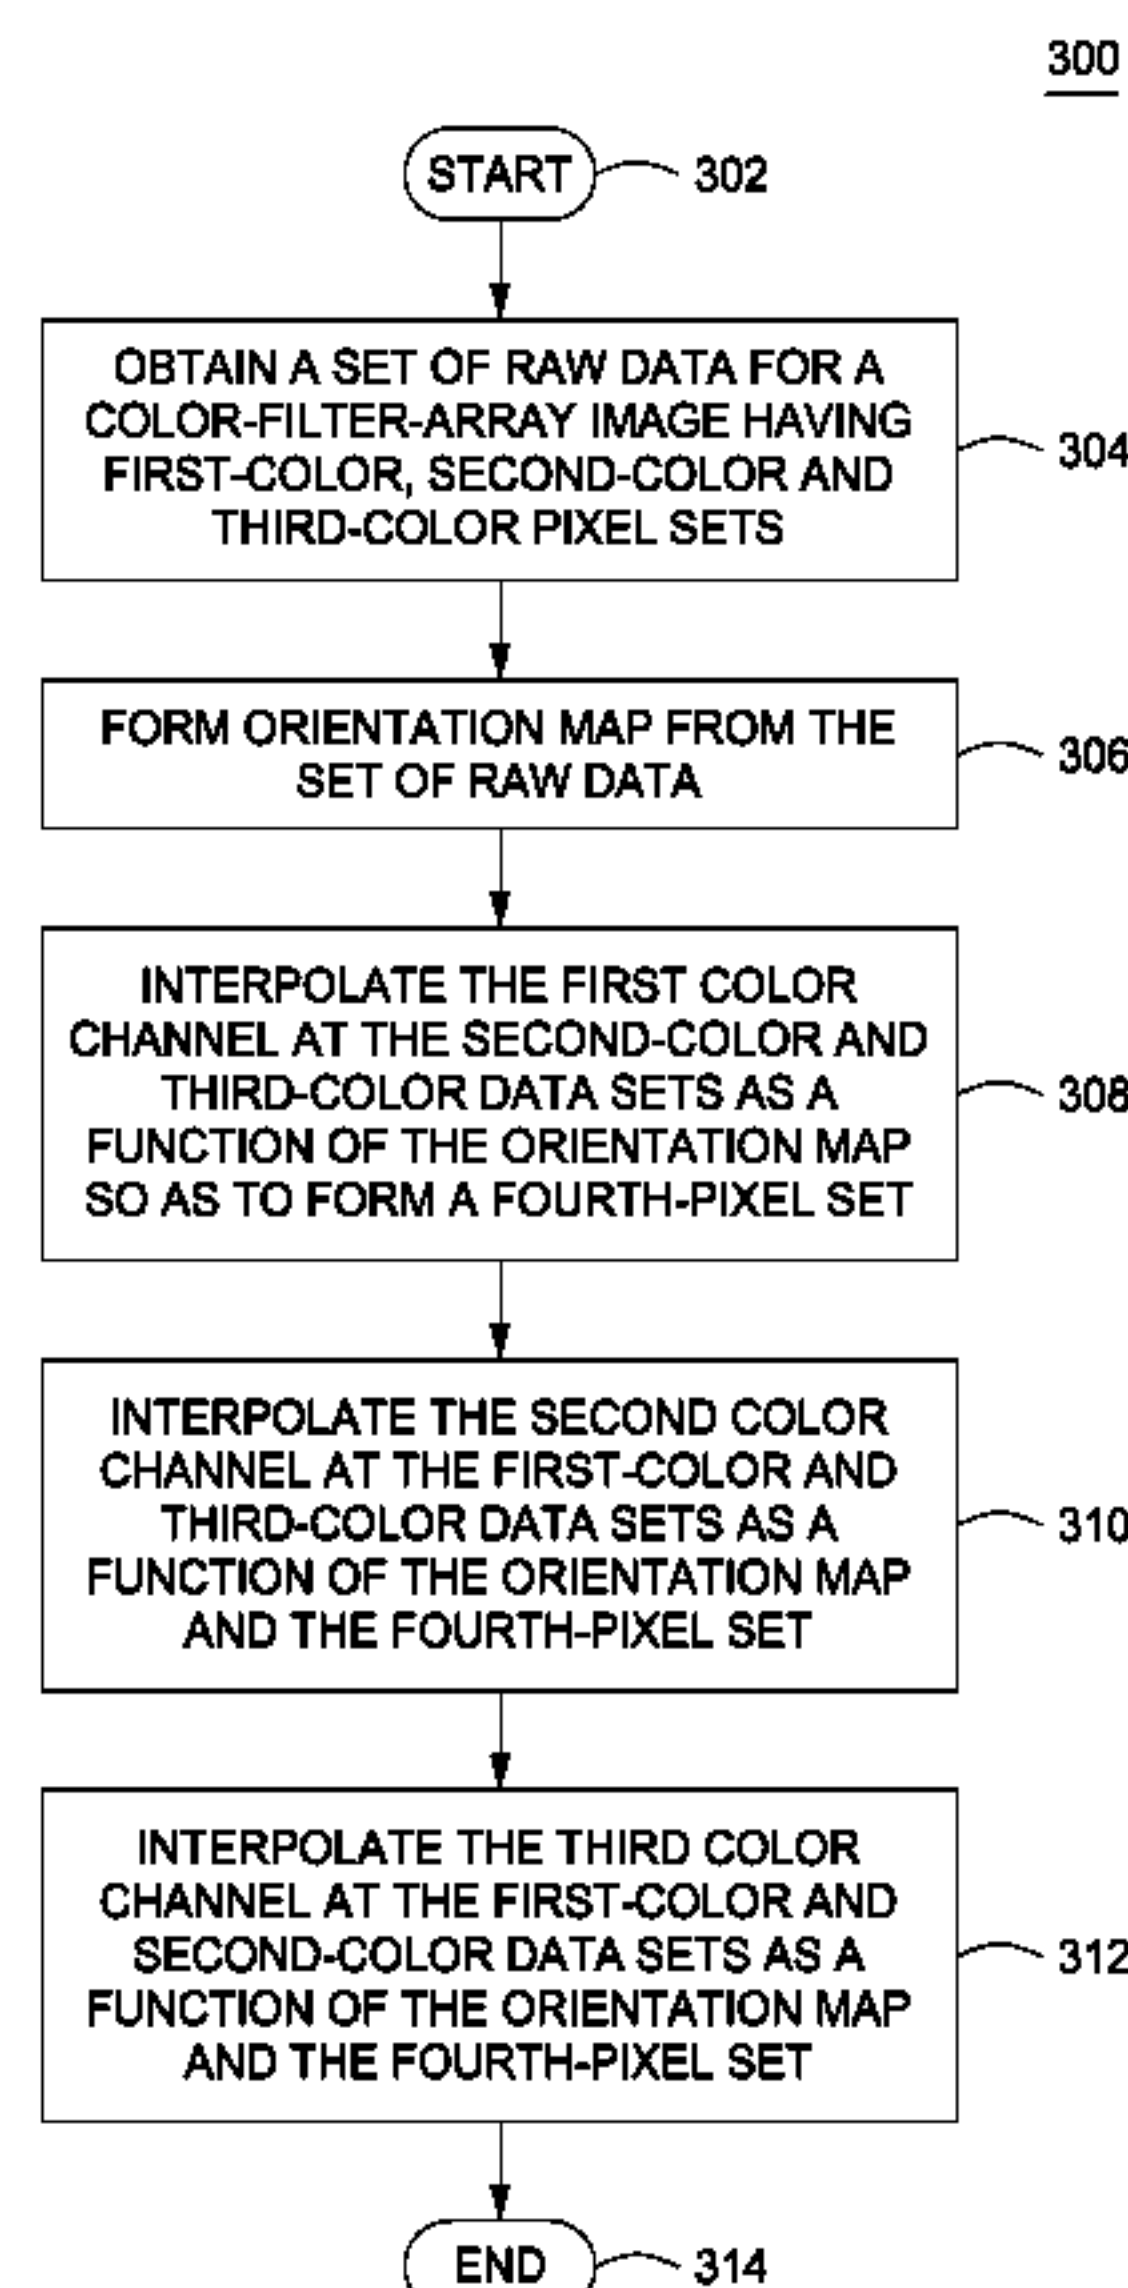 300
START
302
OBTAIN A SET OF RAW DATA FOR A
COLOR-FILTER-ARRAY IMAGE HAVING
FIRST-COLOR, SECOND-COLOR AND
THIRD-COLOR PIXEL SETS
304
FORM ORIENTATION MAP FROM THE
SET OF RAW DATA
306
INTERPOLATE THE FIRST COLOR
CHANNEL AT THE SECOND-COLOR AND
THIRD-COLOR DATA SETS AS A
FUNCTION OF THE ORIENTATION MAP
SO AS TO FORM A FOURTH-PIXEL SET
308
INTERPOLATE THE SECOND COLOR
CHANNEL AT THE FIRST-COLOR AND
THIRD-COLOR DATA SETS AS A
FUNCTION OF THE ORIENTATION MAP
AND THE FOURTH-PIXEL SET
310
INTERPOLATE THE THIRD COLOR
CHANNEL AT THE FIRST-COLOR AND
SECOND-COLOR DATA SETS AS A
FUNCTION OF THE ORIENTATION MAP
AND THE FOURTH-PIXEL SET
312
END
314